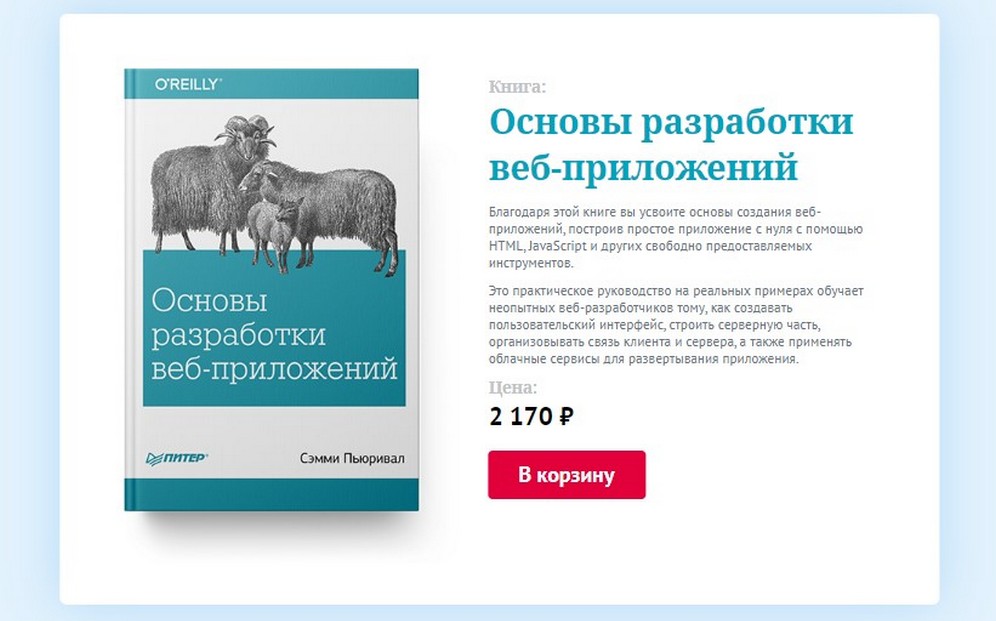 O'REILLY®
Основы
разработки
веб-приложений
ПИТЕР®
Сэмми Пьюривал
Книга:
Основы разработки
веб-приложений
Благодаря этой книге вы усвоите основы создания веб-
приложений, построив простое приложение с нуля с помощью
HTML, JavaScript и других свободно предоставляемых
инструментов.
Это практическое руководство на реальных примерах обучает
неопытных веб-разработчиков тому, как создавать
пользовательский интерфейс, строить серверную часть,
организовывать связь клиента и сервера, а также применять
облачные сервисы для развертывания приложения.
Цена:
2 170 ₽
В корзину